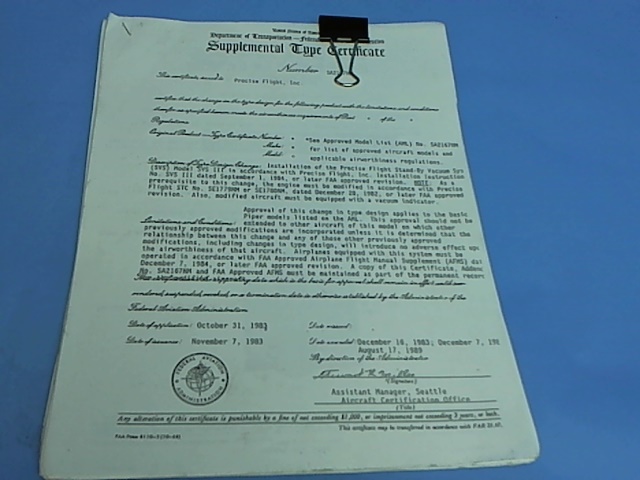 United States of
Department of Transportation — Federal
Supplemental Type Certificate
Number
This certificate, issued to Precise Flight, Inc.
certifies that the change in the type design for the following product with the limitations and conditions
therefor as specified hereon meets the airworthiness requirements of Part * of the *
Regulations.
Original Product — Type Certificate Number: *See Approved Model List (AML) No. SA2167NM
Make: * for list of approved aircraft models and
Model: * applicable airworthiness regulations.
Description of Type Design Change: Installation of the Precise Flight Stand-By Vacuum Sys
(SVS) Model SVS III in accordance with Precise Flight, Inc. Installation Instruction
No. SVS III dated September 1, 1984, or later FAA approved revision. NOTE: As a
prerequisite to this change, the engine must be modified in accordance with Precise
Flight STC No. SE1779NM or SE1780NM, dated December 28, 1982, or later FAA approved
revision. Also, modified aircraft must be equipped with a vacuum indicator.
Approval of this change in type design applies to the basic
Piper models listed on the AML. This approval should not be
Limitations and Conditions: extended to other aircraft of this model on which other
previously approved modifications are incorporated unless it is determined that the
relationship between this change and any of those other previously approved
modifications, including changes in type design, will introduce no adverse effect upo
the airworthiness of that aircraft. Airplanes equipped with this system must be
operated in accordance with FAA Approved Airplane Flight Manual Supplement (AFMS) dat
December 7, 1984, or later FAA approved revision. A copy of this Certificate, Addend
No. SA2167NM and FAA Approved AFMS must be maintained as part of the permanent record
This certificate and the supporting data which is the basis for approval shall remain in effect until sur-
rendered, suspended, revoked, or a termination date is otherwise established by the Administrator of the
Federal Aviation Administration.
Date of application: October 31, 1983 Date reissued:
Date of issuance: November 7, 1983 Date amended: December 16, 1983; December 7, 198
August 17, 1989
By direction of the Administrator
(Signature)
FEDERAL AVIATION ADMINISTRATION
Assistant Manager, Seattle
Aircraft Certification Office
(Title)
Any alteration of this certificate is punishable by a fine of not exceeding $1,000, or imprisonment not exceeding 3 years, or both.
FAA Form 8110-2 (10-68) This certificate may be transferred in accordance with FAR 21.47.